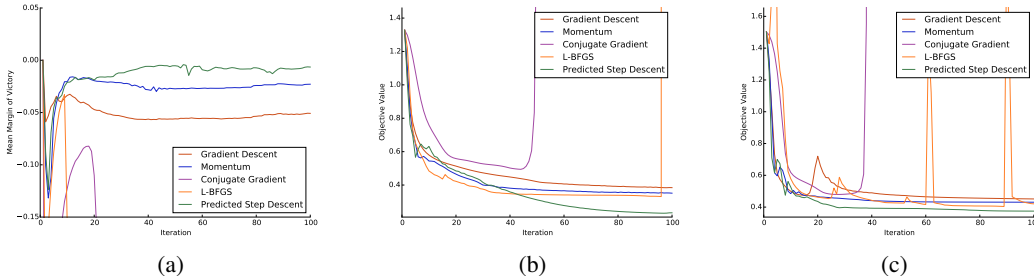 0.00
−0.05
−0.10
−0.15
Mean Margin of Victory
0 20 40 60 80 100
Iteration
Gradient Descent
Momentum
Conjugate Gradient
L-BFGS
Predicted Step Descent
(a)
1.4
1.2
1.0
0.8
0.6
0.4
Objective Value
0 20 40 60 80 100
Iteration
Gradient Descent
Momentum
Conjugate Gradient
L-BFGS
Predicted Step Descent
(b)
1.6
1.4
1.2
1.0
0.8
0.6
0.4
Objective Value
0 20 40 60 80 100
Iteration
Gradient Descent
Momentum
Conjugate Gradient
L-BFGS
Predicted Step Descent
(c)